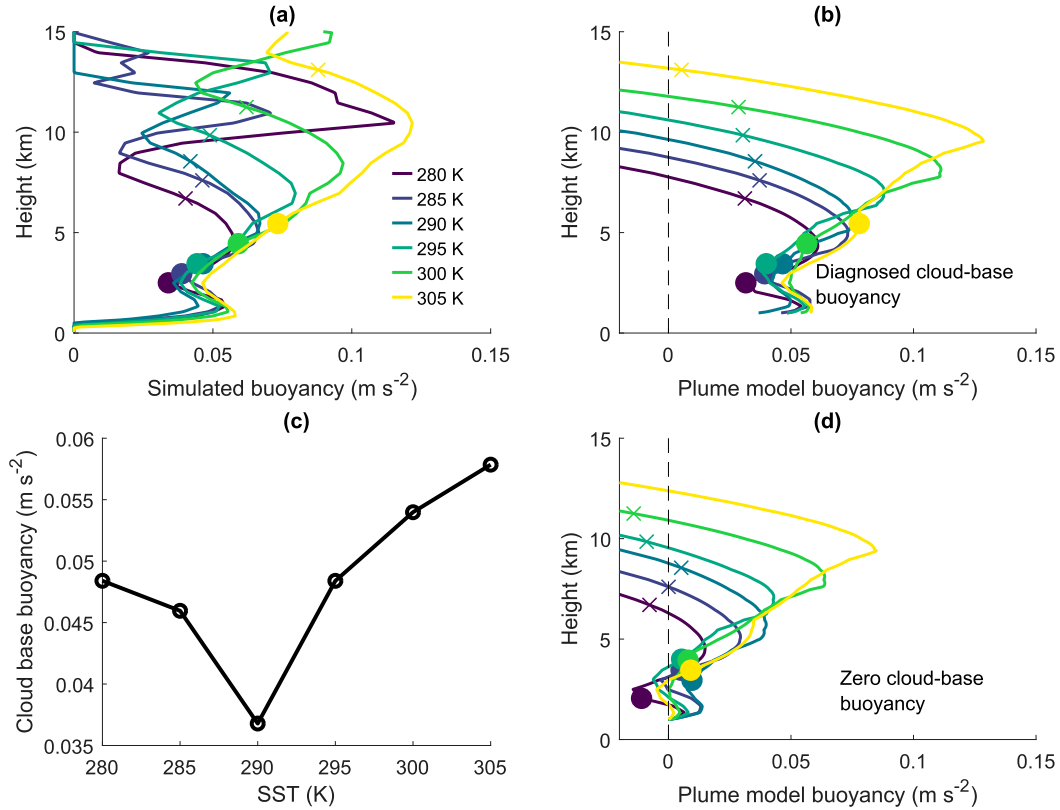 (a)
15
10
5
0
Height (km)
280 K
285 K
290 K
295 K
300 K
305 K
0
0.05
0.1
0.15
Simulated buoyancy (m s-2)
(b)
15
10
5
0
Height (km)
Diagnosed cloud-base
buoyancy
0
0.05
0.1
0.15
Plume model buoyancy (m s-2)
(c)
0.06
0.055
0.05
0.045
0.04
0.035
Cloud base buoyancy (m s-2)
280
285
290
295
300
305
SST (K)
(d)
15
10
5
0
Height (km)
Zero cloud-base
buoyancy
0
0.05
0.1
0.15
Plume model buoyancy (m s-2)